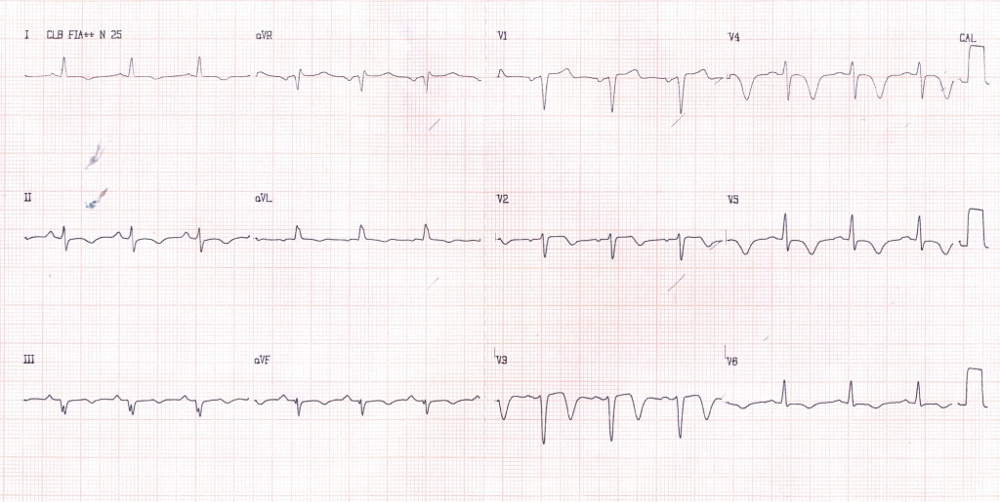 I CLB FIA++ N 25 aVR V1 V4 CAL
II aVL V2 V5
III aVF V3 V6